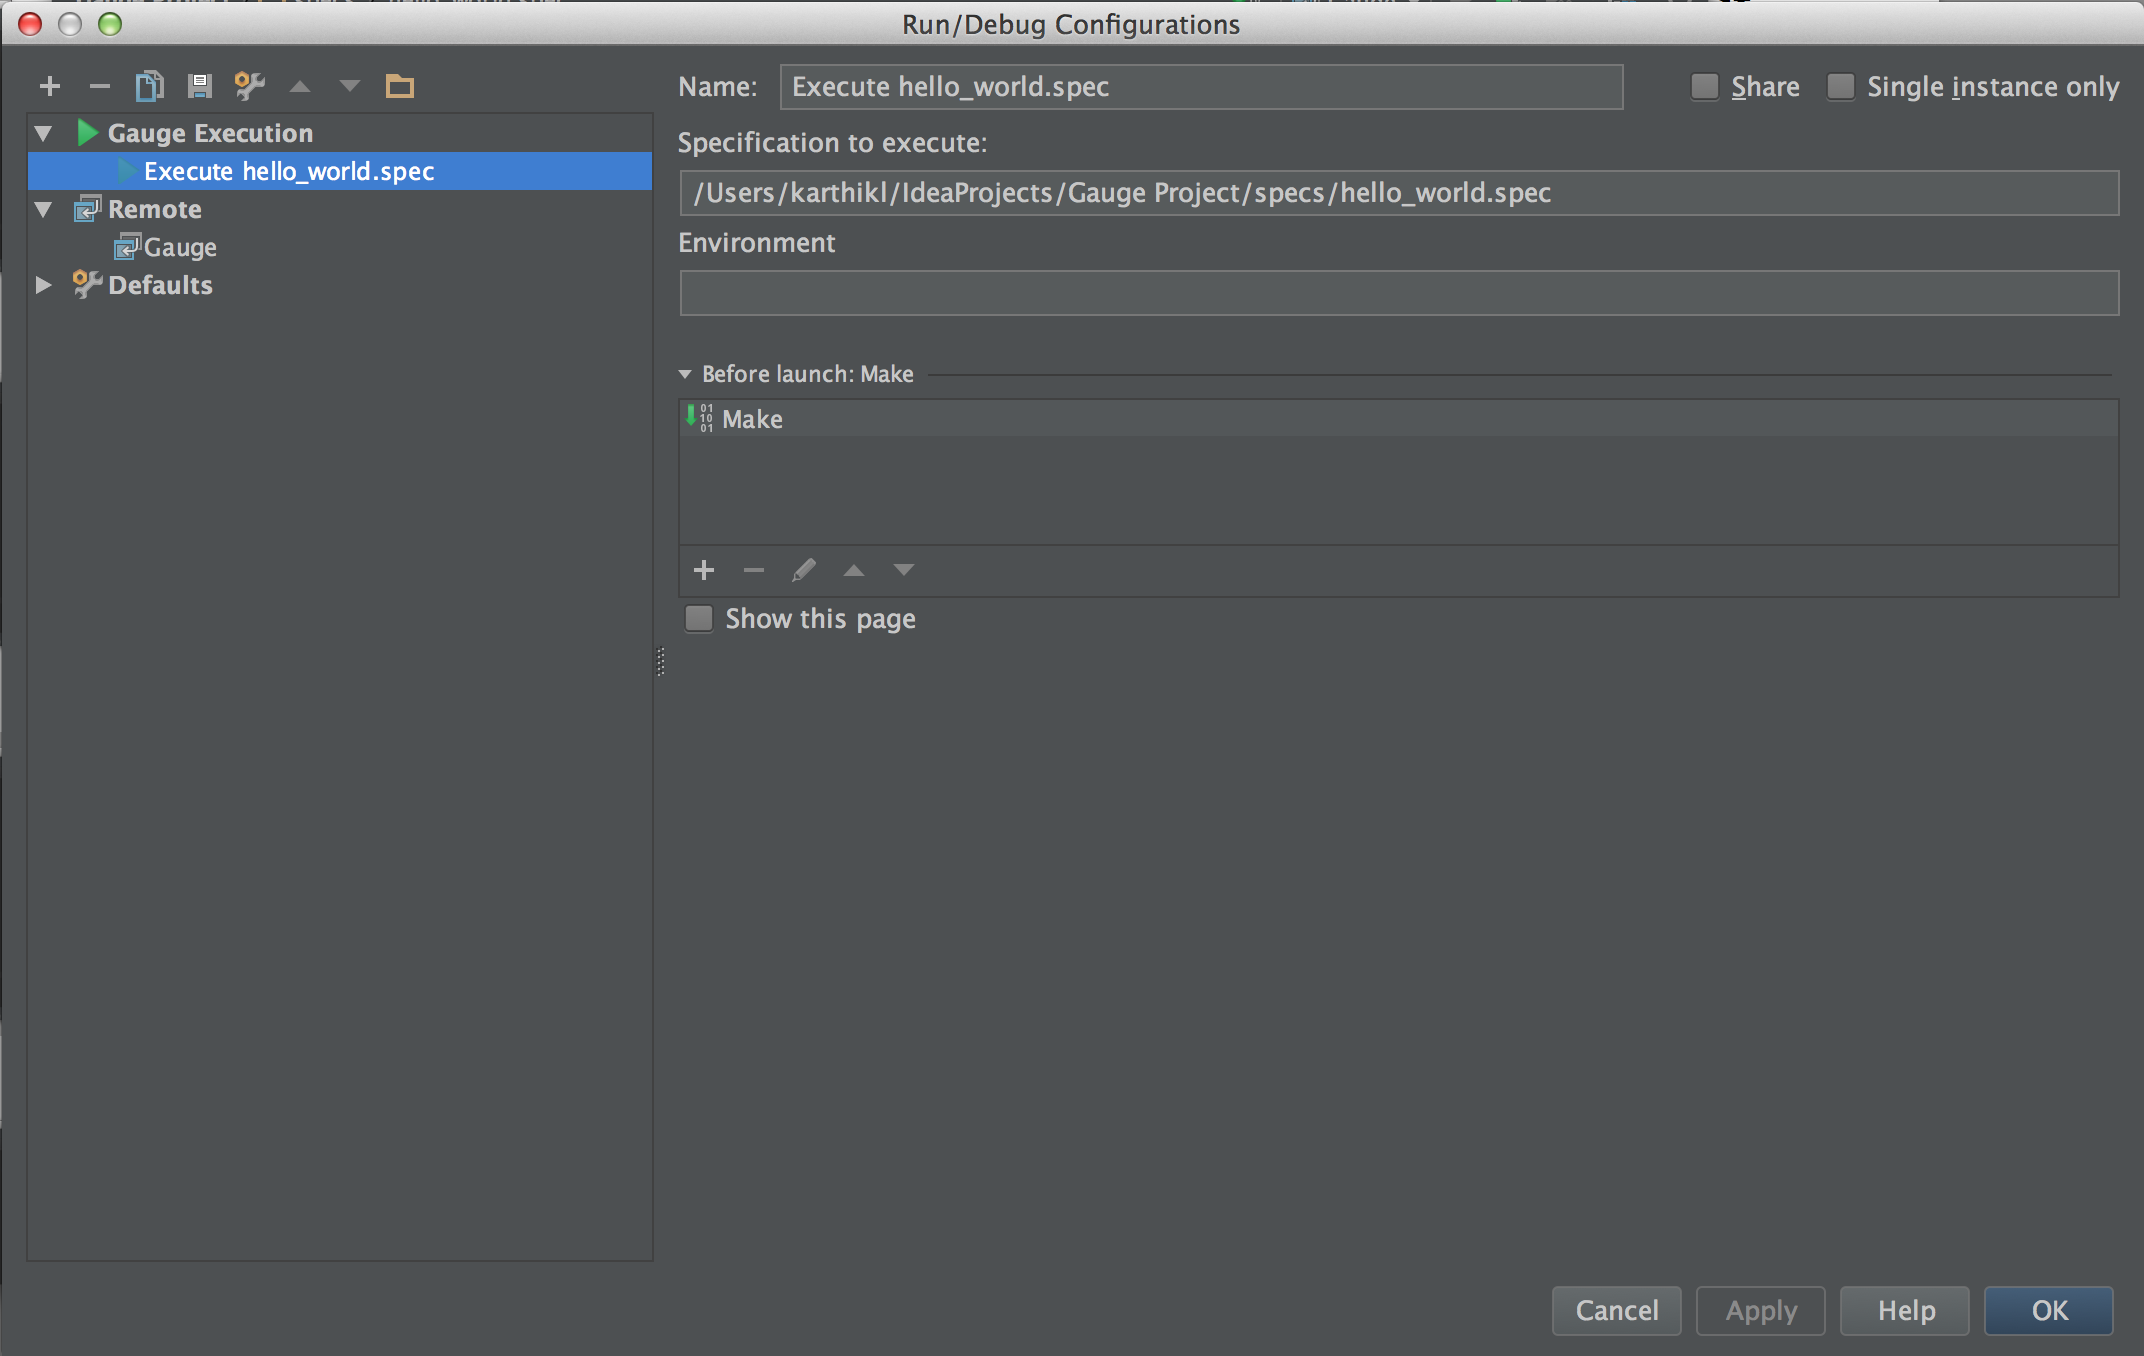 Run/Debug Configurations
Name: Execute hello_world.spec Share Single instance only
Gauge Execution
Execute hello_world.spec
Remote
Gauge
Defaults
Specification to execute:
/Users/karthikl/IdeaProjects/Gauge Project/specs/hello_world.spec
Environment
Before launch: Make
Make
Show this page
Cancel Apply Help OK